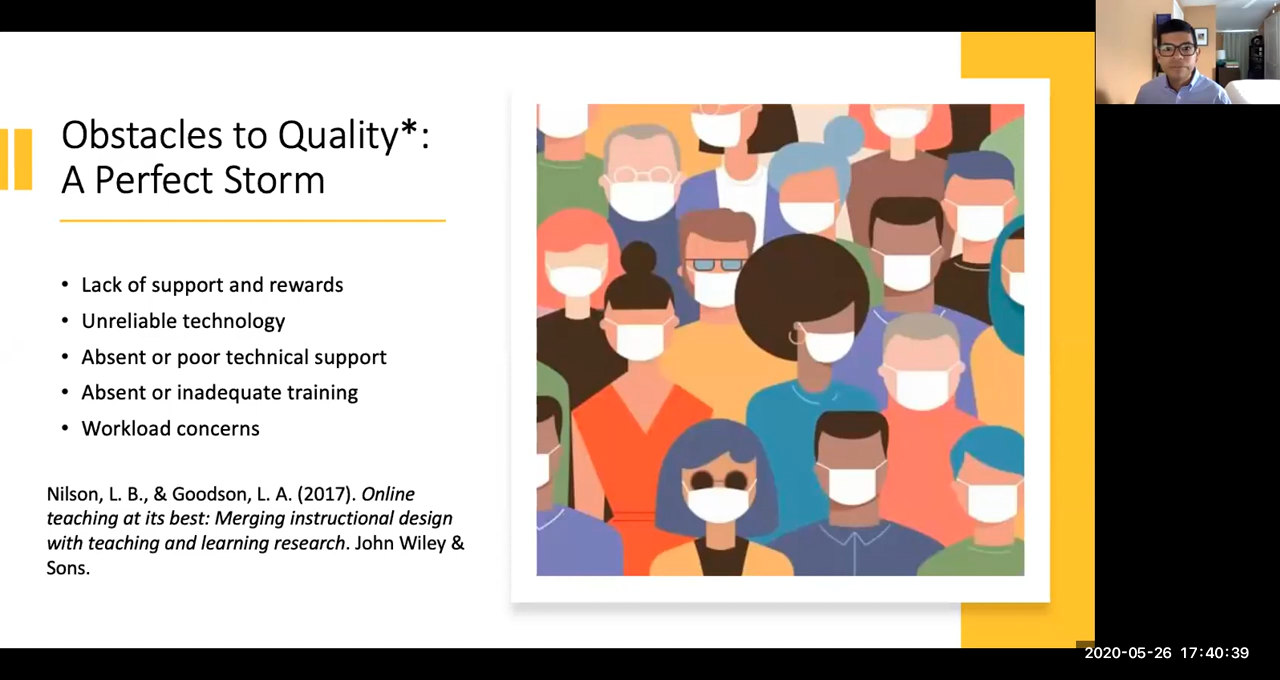 Obstacles to Quality*:
A Perfect Storm
• Lack of support and rewards
• Unreliable technology
• Absent or poor technical support
• Absent or inadequate training
• Workload concerns
Nilson, L. B., & Goodson, L. A. (2017). Online
teaching at its best: Merging instructional design
with teaching and learning research. John Wiley &
Sons.
2020-05-26 17:40:39